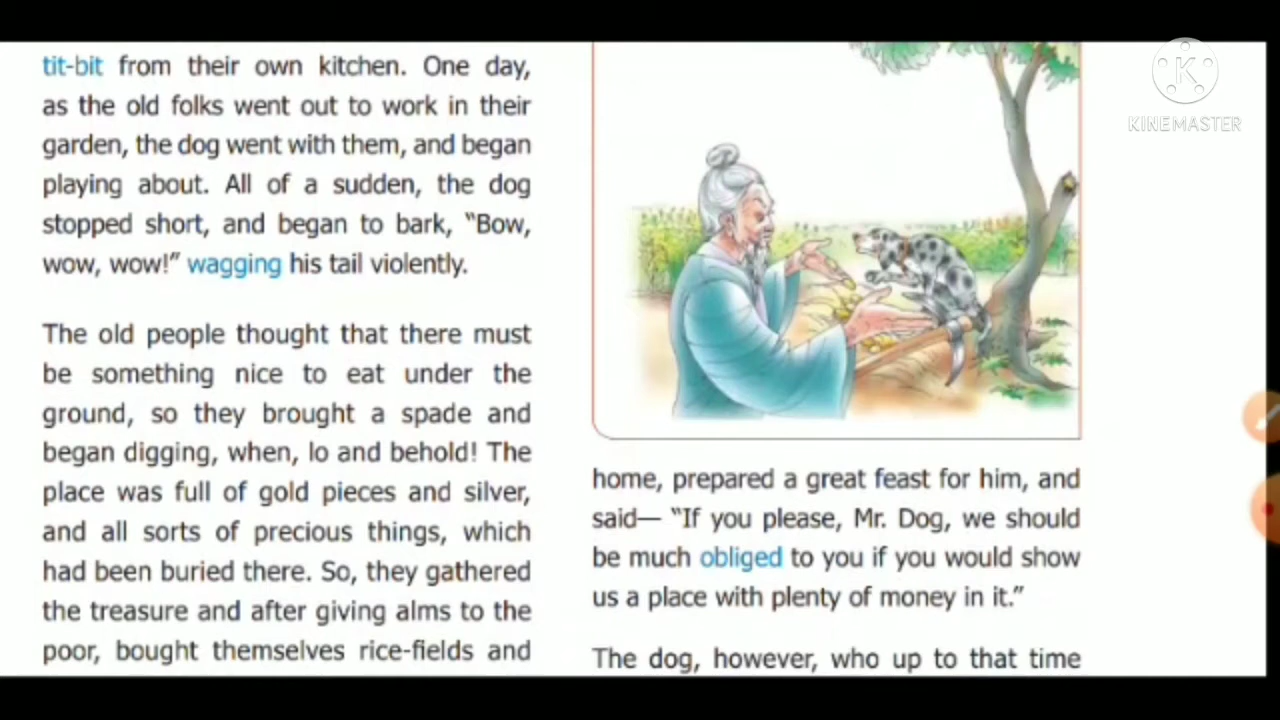 tit-bit from their own kitchen. One day,
as the old folks went out to work in their
garden, the dog went with them, and began
playing about. All of a sudden, the dog
stopped short, and began to bark, “Bow,
wow, wow!” wagging his tail violently.
The old people thought that there must
be something nice to eat under the
ground, so they brought a spade and
began digging, when, lo and behold! The
place was full of gold pieces and silver,
and all sorts of precious things, which
had been buried there. So, they gathered
the treasure and after giving alms to the
poor, bought themselves rice-fields and
home, prepared a great feast for him, and
said— “If you please, Mr. Dog, we should
be much obliged to you if you would show
us a place with plenty of money in it.”
The dog, however, who up to that time
K
KINEMASTER